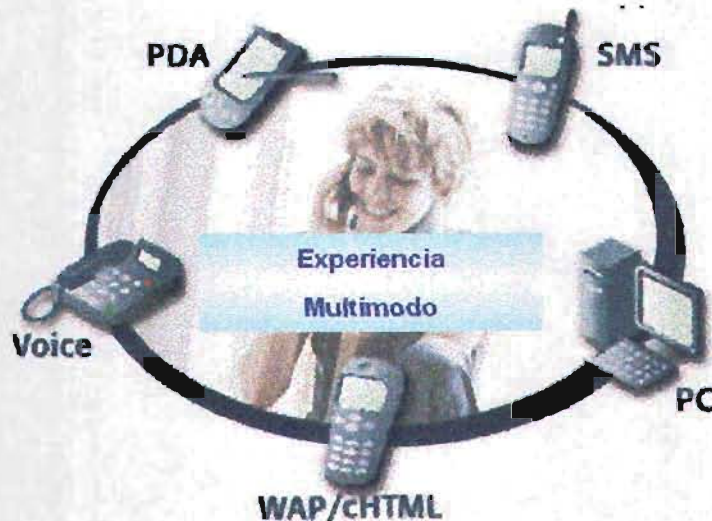 PDA
SMS
Experiencia
Multimodo
Voice
PC
WAP/cHTML